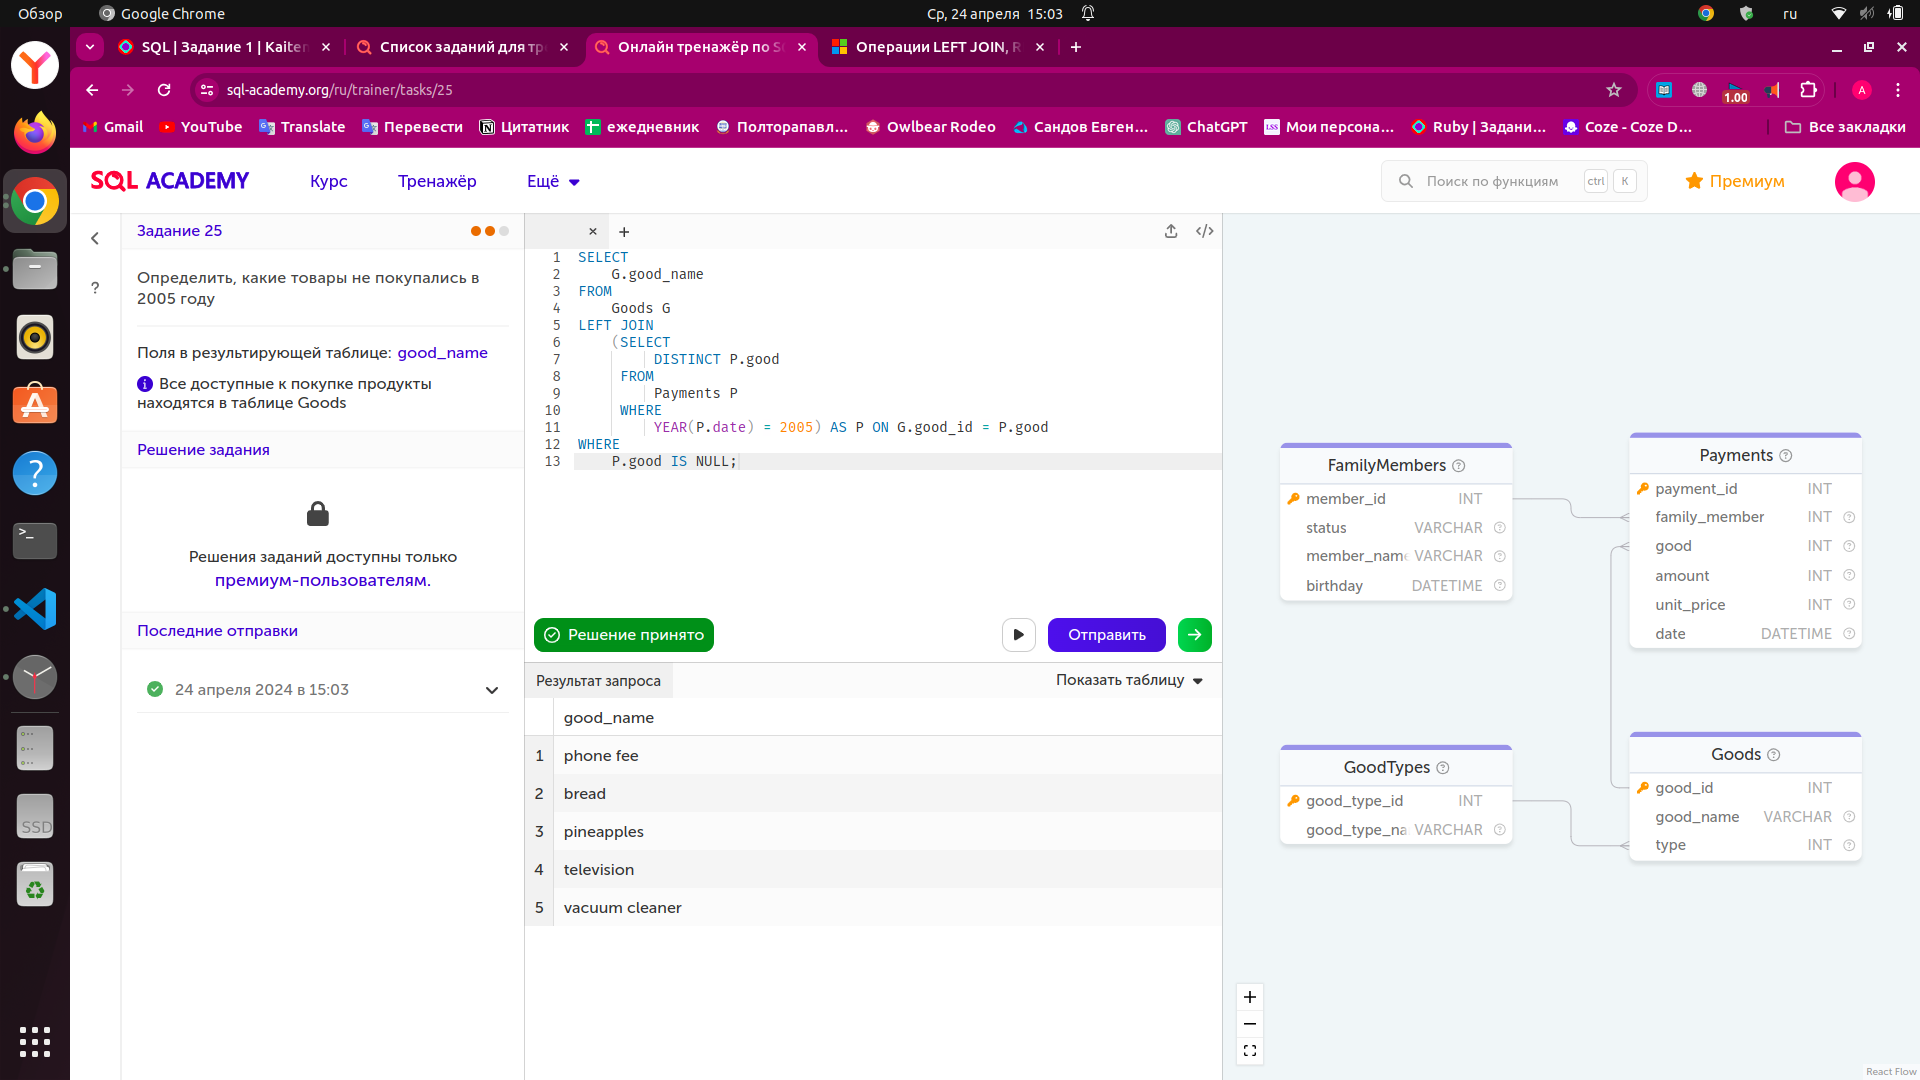 Обзор
Google Chrome
Ср, 24 апреля 15:03
ru
SQL | Задание 1 | Kaiten
Список заданий для тр
Онлайн тренажёр по S
Операции LEFT JOIN, R
sql-academy.org/ru/trainer/tasks/25
1.00
A
Gmail
YouTube
Translate
Перевести
Цитатник
ежедневник
Полторапавл...
Owlbear Rodeo
Сандов Евген...
ChatGPT
LSS
Мои персона...
Ruby | Задани...
Coze - Coze D...
Все закладки
SQL ACADEMY
Курс
Тренажёр
Ещё
Поиск по функциям
ctrl
K
Премиум
?
Задание 25
Определить, какие товары не покупались в
2005 году
Поля в результирующей таблице: good_name
Все доступные к покупке продукты
находятся в таблице Goods
Решение задания
Решения заданий доступны только
премиум-пользователям.
Последние отправки
24 апреля 2024 в 15:03
1 SELECT
2 G.good_name
3 FROM
4 Goods G
5 LEFT JOIN
6 (SELECT
7 DISTINCT P.good
8 FROM
9 Payments P
10 WHERE
11 YEAR(P.date) = 2005) AS P ON G.good_id = P.good
12 WHERE
13 P.good IS NULL;
Решение принято
Отправить
Результат запроса
Показать таблицу
good_name
1 phone fee
2 bread
3 pineapples
4 television
5 vacuum cleaner
FamilyMembers
member_id INT
status VARCHAR
member_name VARCHAR
birthday DATETIME
Payments
payment_id INT
family_member INT
good INT
amount INT
unit_price INT
date DATETIME
GoodTypes
good_type_id INT
good_type_na VARCHAR
Goods
good_id INT
good_name VARCHAR
type INT
React Flow
SSD